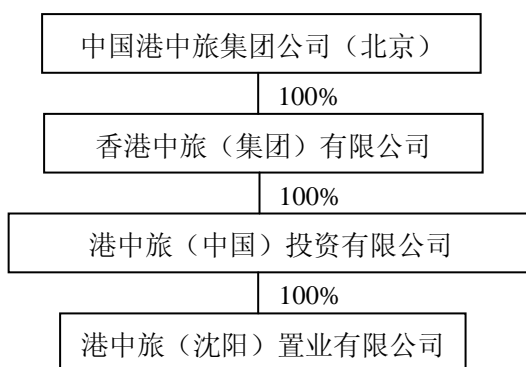 中国港中旅集团公司（北京）
100%
香港中旅（集团）有限公司
100%
港中旅（中国）投资有限公司
100%
港中旅（沈阳）置业有限公司